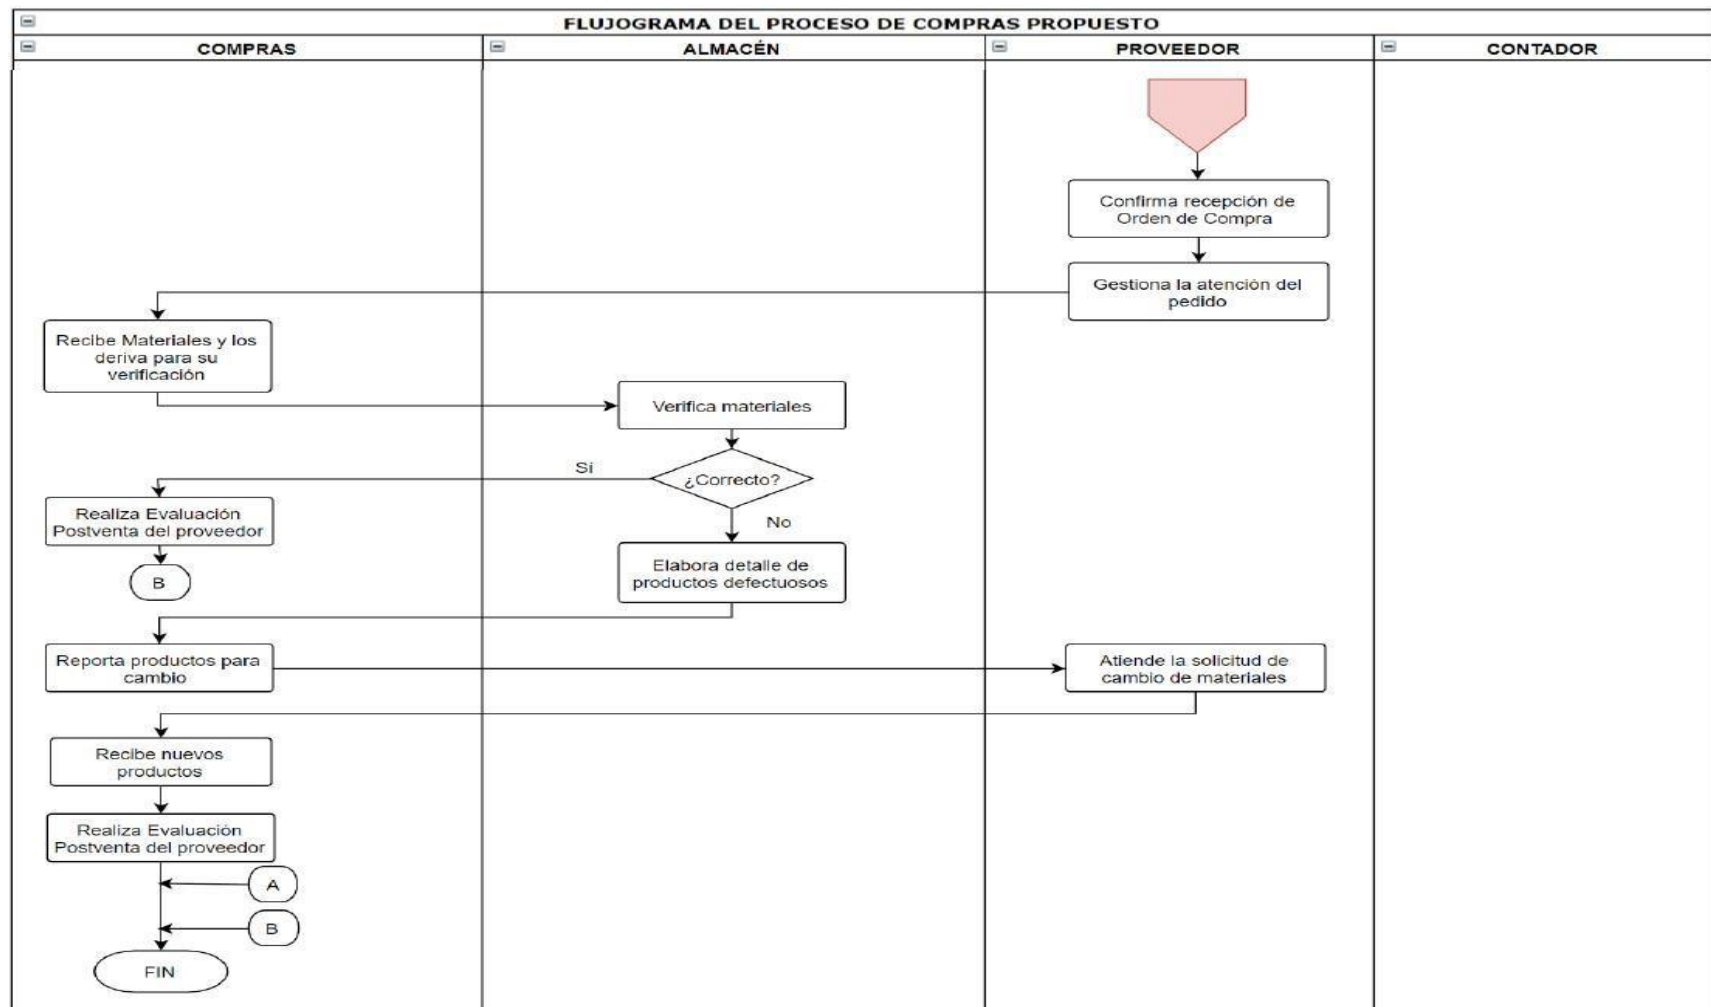 FLUJOGRAMA DEL PROCESO DE COMPRAS PROPUESTO
COMPRAS
ALMACÉN
PROVEEDOR
CONTADOR
Confirma recepción de
Orden de Compra
Gestiona la atención del
pedido
Recibe Materiales y los
deriva para su
verificación
Verifica materiales
¿Correcto?
Sí
No
Realiza Evaluación
Postventa del proveedor
B
Elabora detalle de
productos defectuosos
Reporta productos para
cambio
Atiende la solicitud de
cambio de materiales
Recibe nuevos
productos
Realiza Evaluación
Postventa del proveedor
A
B
FIN